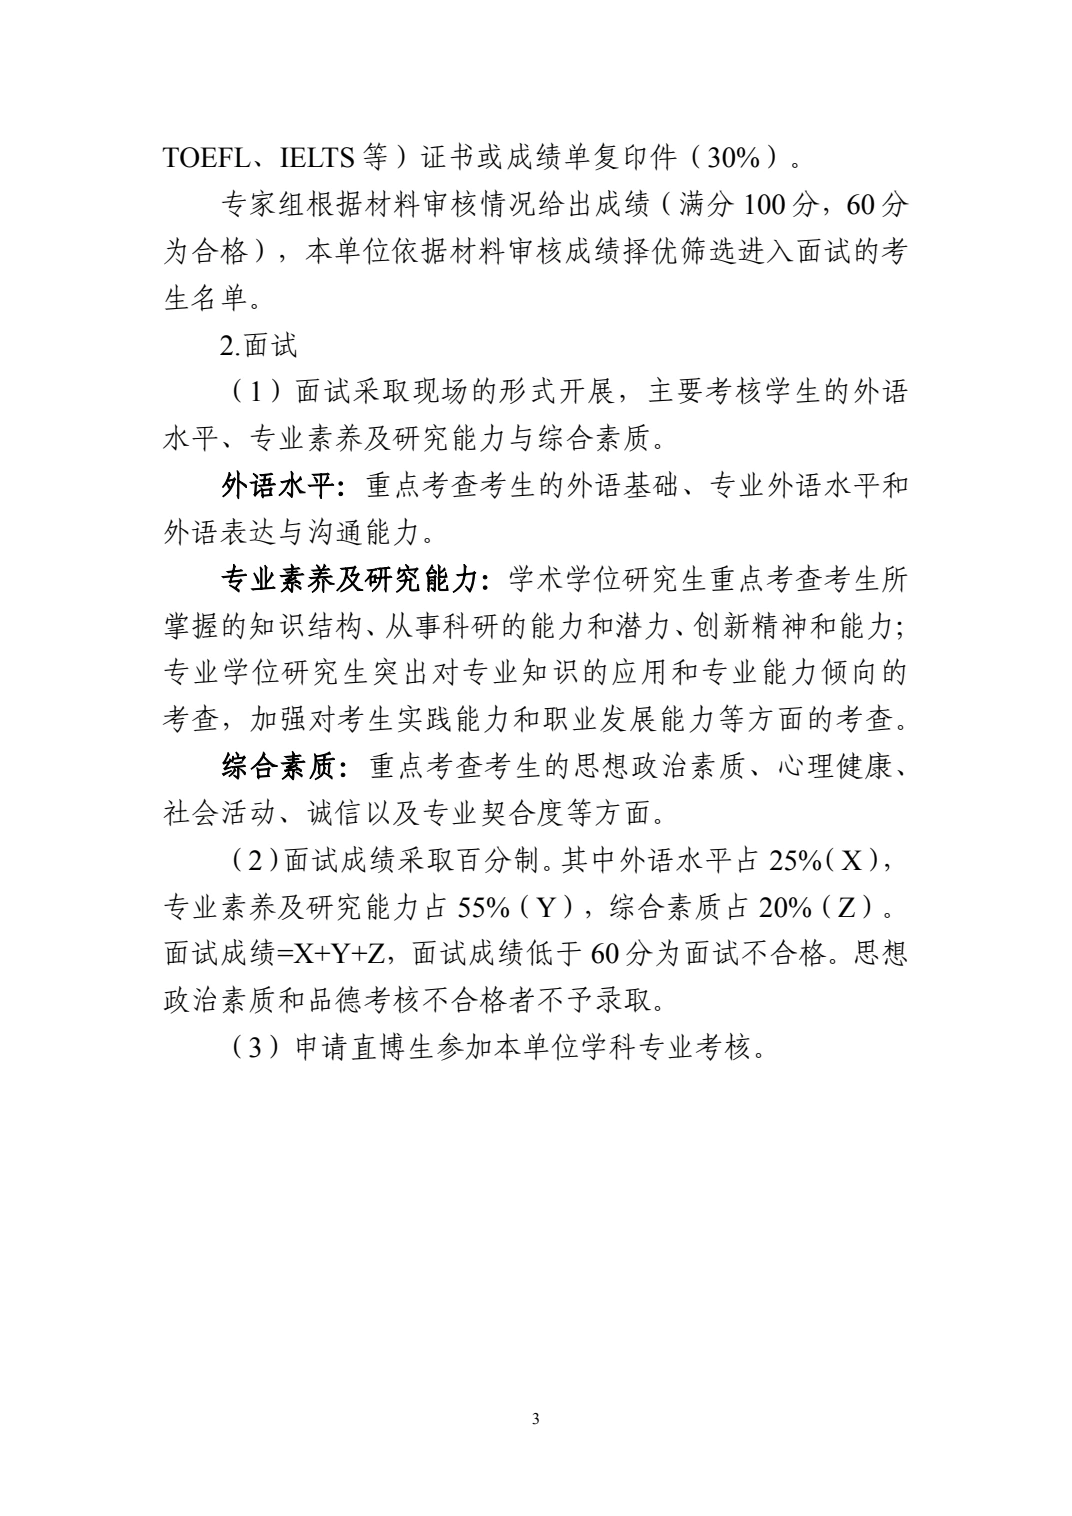 TOEFL、IELTS 等）证书或成绩单复印件（30%）。
专家组根据材料审核情况给出成绩（满分 100 分，60 分
为合格），本单位依据材料审核成绩择优筛选进入面试的考
生名单。
2.面试
（1）面试采取现场的形式开展，主要考核学生的外语
水平、专业素养及研究能力与综合素质。
外语水平：重点考查考生的外语基础、专业外语水平和
外语表达与沟通能力。
专业素养及研究能力：学术学位研究生重点考查考生所
掌握的知识结构、从事科研的能力和潜力、创新精神和能力；
专业学位研究生突出对专业知识的应用和专业能力倾向的
考查，加强对考生实践能力和职业发展能力等方面的考查。
综合素质：重点考查考生的思想政治素质、心理健康、
社会活动、诚信以及专业契合度等方面。
（2）面试成绩采取百分制。其中外语水平占 25%（X），
专业素养及研究能力占 55%（Y），综合素质占 20%（Z）。
面试成绩=X+Y+Z，面试成绩低于 60 分为面试不合格。思想
政治素质和品德考核不合格者不予录取。
（3）申请直博生参加本单位学科专业考核。
3